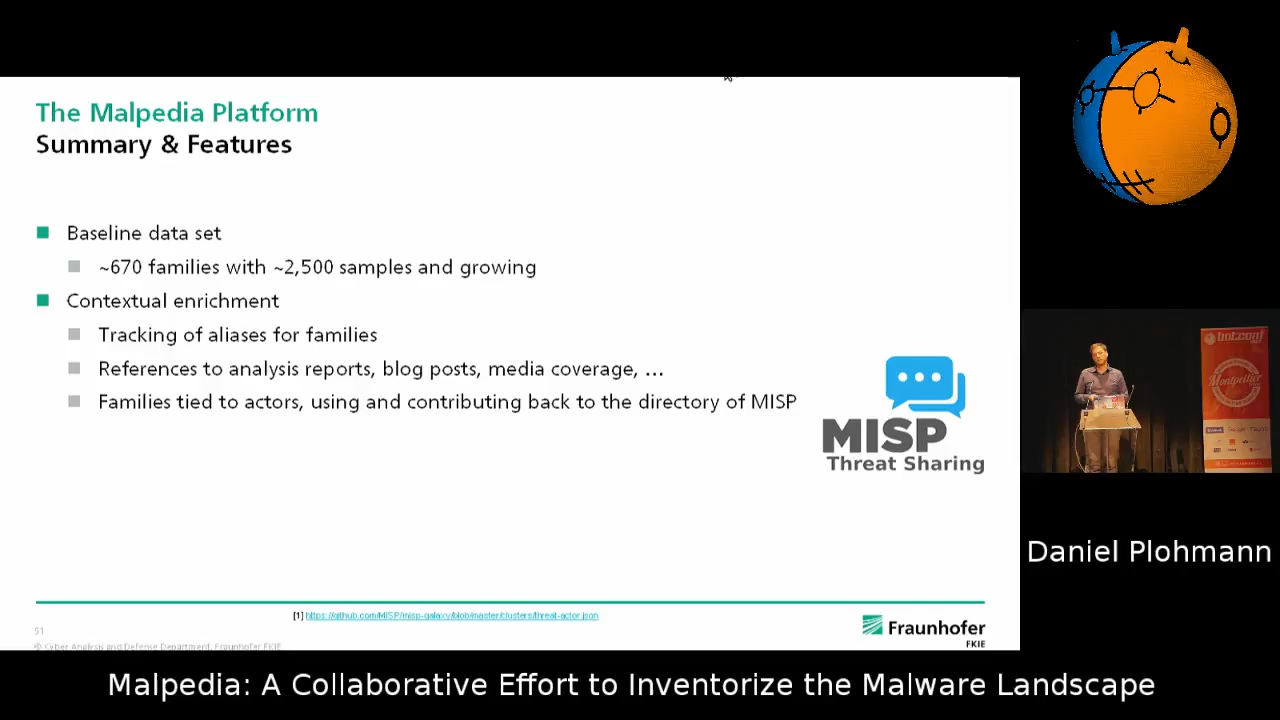 The Malpedia Platform
Summary & Features
Baseline data set
~670 families with ~2,500 samples and growing
Contextual enrichment
Tracking of aliases for families
References to analysis reports, blog posts, media coverage, ...
Families tied to actors, using and contributing back to the directory of MISP
MISP
Threat Sharing
[1] https://github.com/MISP/misp-galaxy/blob/master/clusters/threat-actor.json
51
© Cyber Analysis and Defense Department, Fraunhofer FKIE
Fraunhofer
FKIE
botconf
Montpellier
Daniel Plohmann
Malpedia: A Collaborative Effort to Inventorize the Malware Landscape